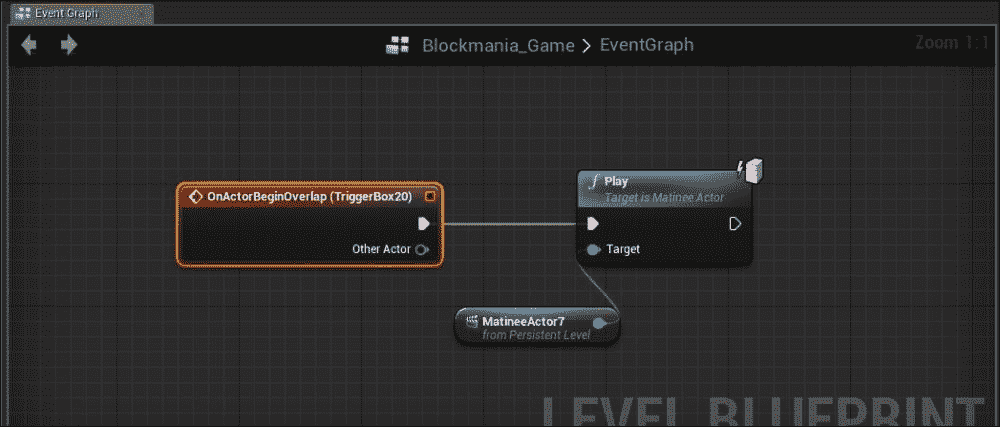 Event Graph
Blockmania_Game > EventGraph
Zoom 1:1
OnActorBeginOverlap (TriggerBox20)
Other Actor
f Play
Target is Matinee Actor
Target
MatineeActor7
from Persistent Level
LEVEL BLUEPRINT